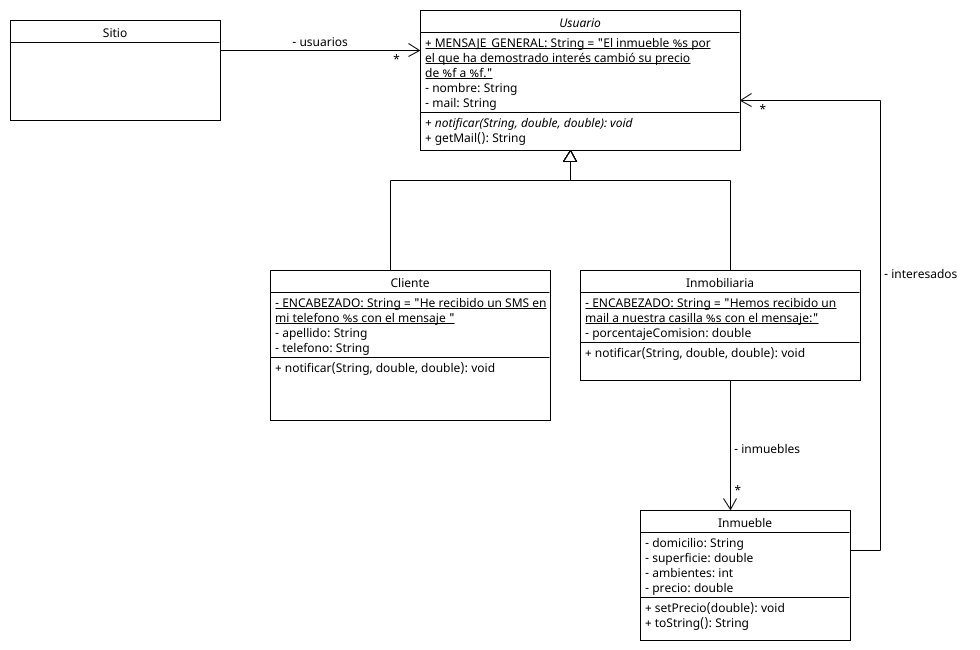 Sitio
- usuarios
*
Usuario
+ MENSAJE_GENERAL: String = "El inmueble %s por
el que ha demostrado interés cambió su precio
de %f a %f."
- nombre: String
- mail: String
+ notificar(String, double, double): void
+ getMail(): String
*
- interesados
Cliente
- ENCABEZADO: String = "He recibido un SMS en
mi telefono %s con el mensaje "
- apellido: String
- telefono: String
+ notificar(String, double, double): void
Inmobiliaria
- ENCABEZADO: String = "Hemos recibido un
mail a nuestra casilla %s con el mensaje:"
- porcentajeComision: double
+ notificar(String, double, double): void
- inmuebles
*
Inmueble
- domicilio: String
- superficie: double
- ambientes: int
- precio: double
+ setPrecio(double): void
+ toString(): String